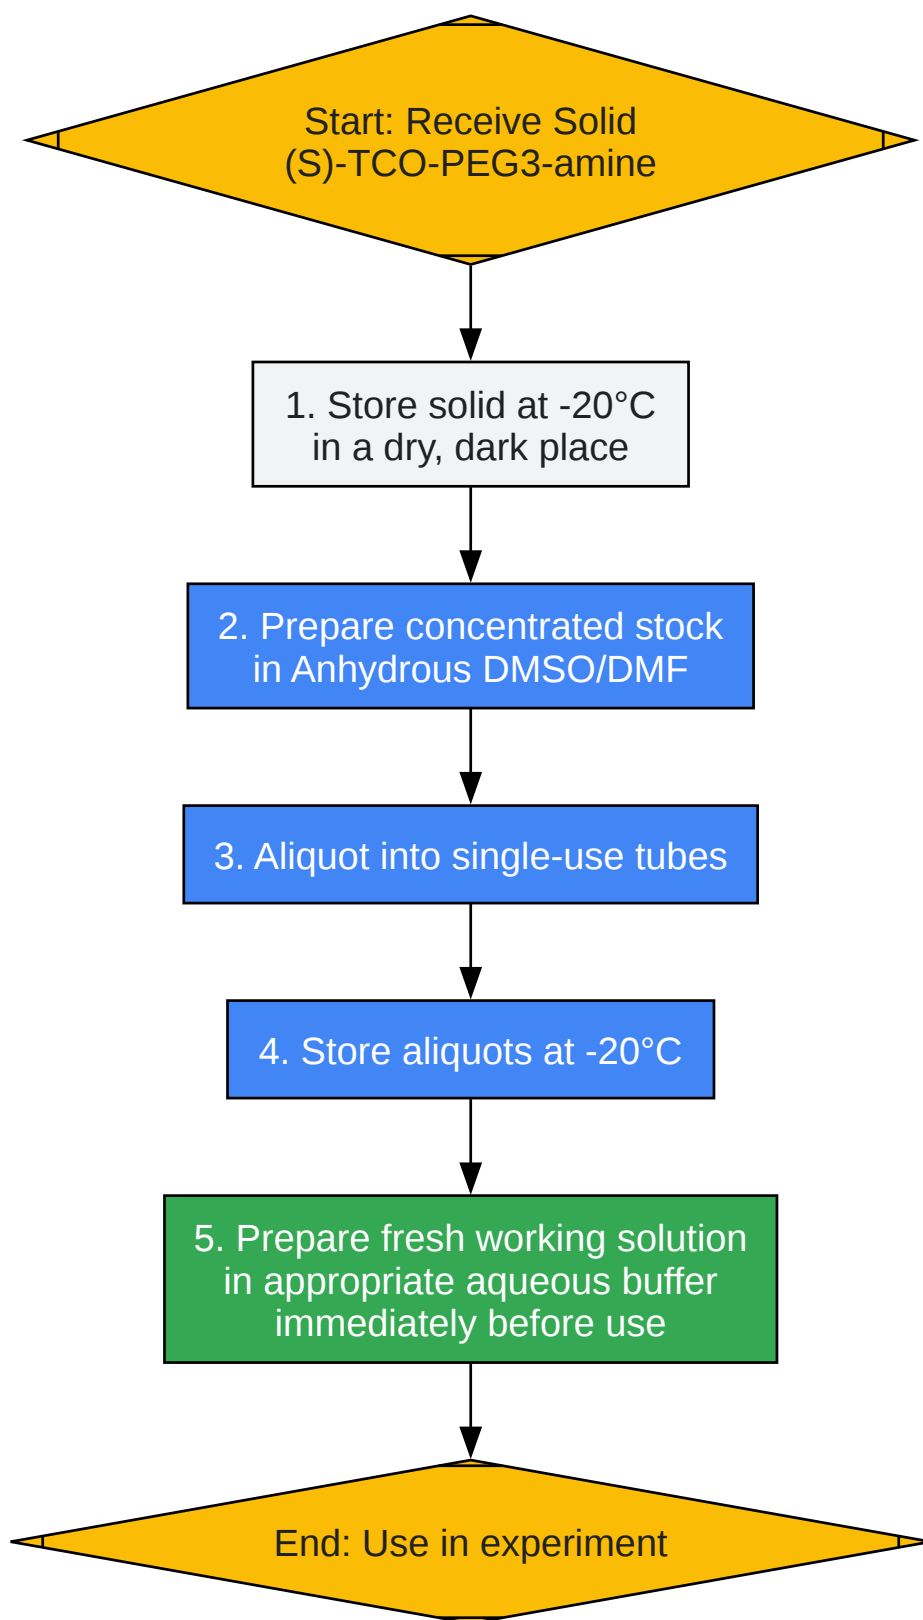 Start: Receive Solid
(S)-TCO-PEG3-amine
1. Store solid at -20°C
in a dry, dark place
2. Prepare concentrated stock
in Anhydrous DMSO/DMF
3. Aliquot into single-use tubes
4. Store aliquots at -20°C
5. Prepare fresh working solution
in appropriate aqueous buffer
immediately before use
End: Use in experiment